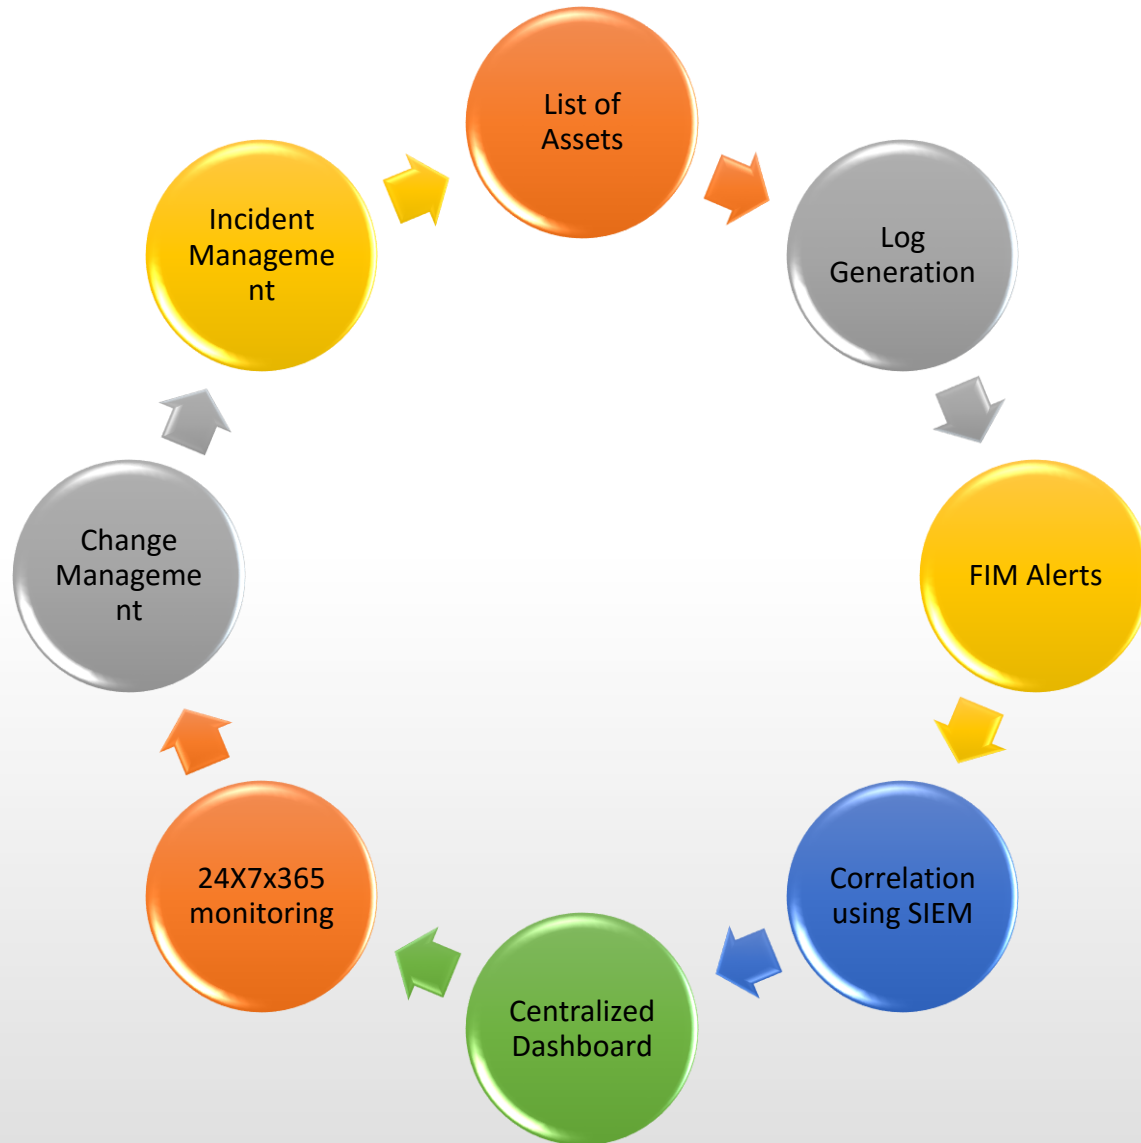 List of
Assets
Log
Generation
FIM Alerts
Correlation
using SIEM
Centralized
Dashboard
24X7x365
monitoring
Change
Manageme
nt
Incident
Manageme
nt